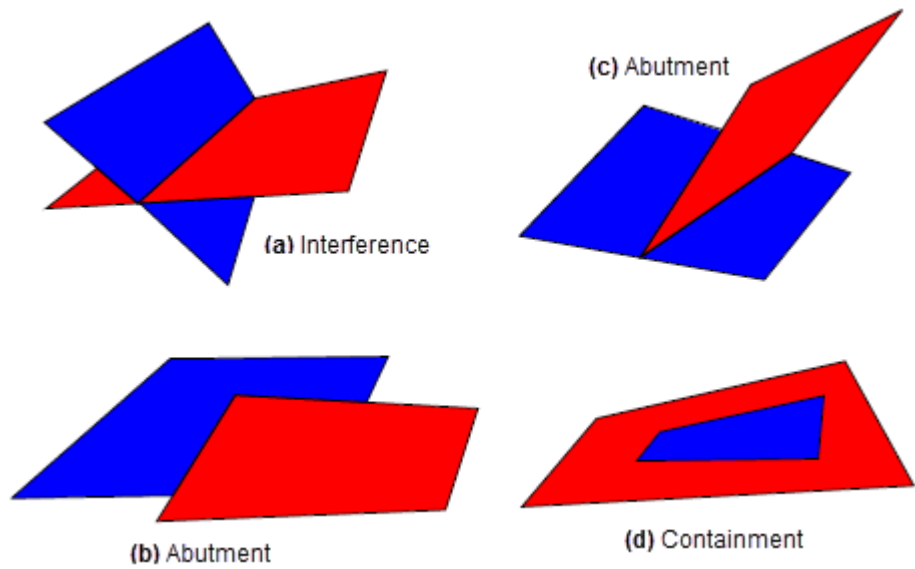 (c) Abutment
(a) Interference
(b) Abutment
(d) Containment